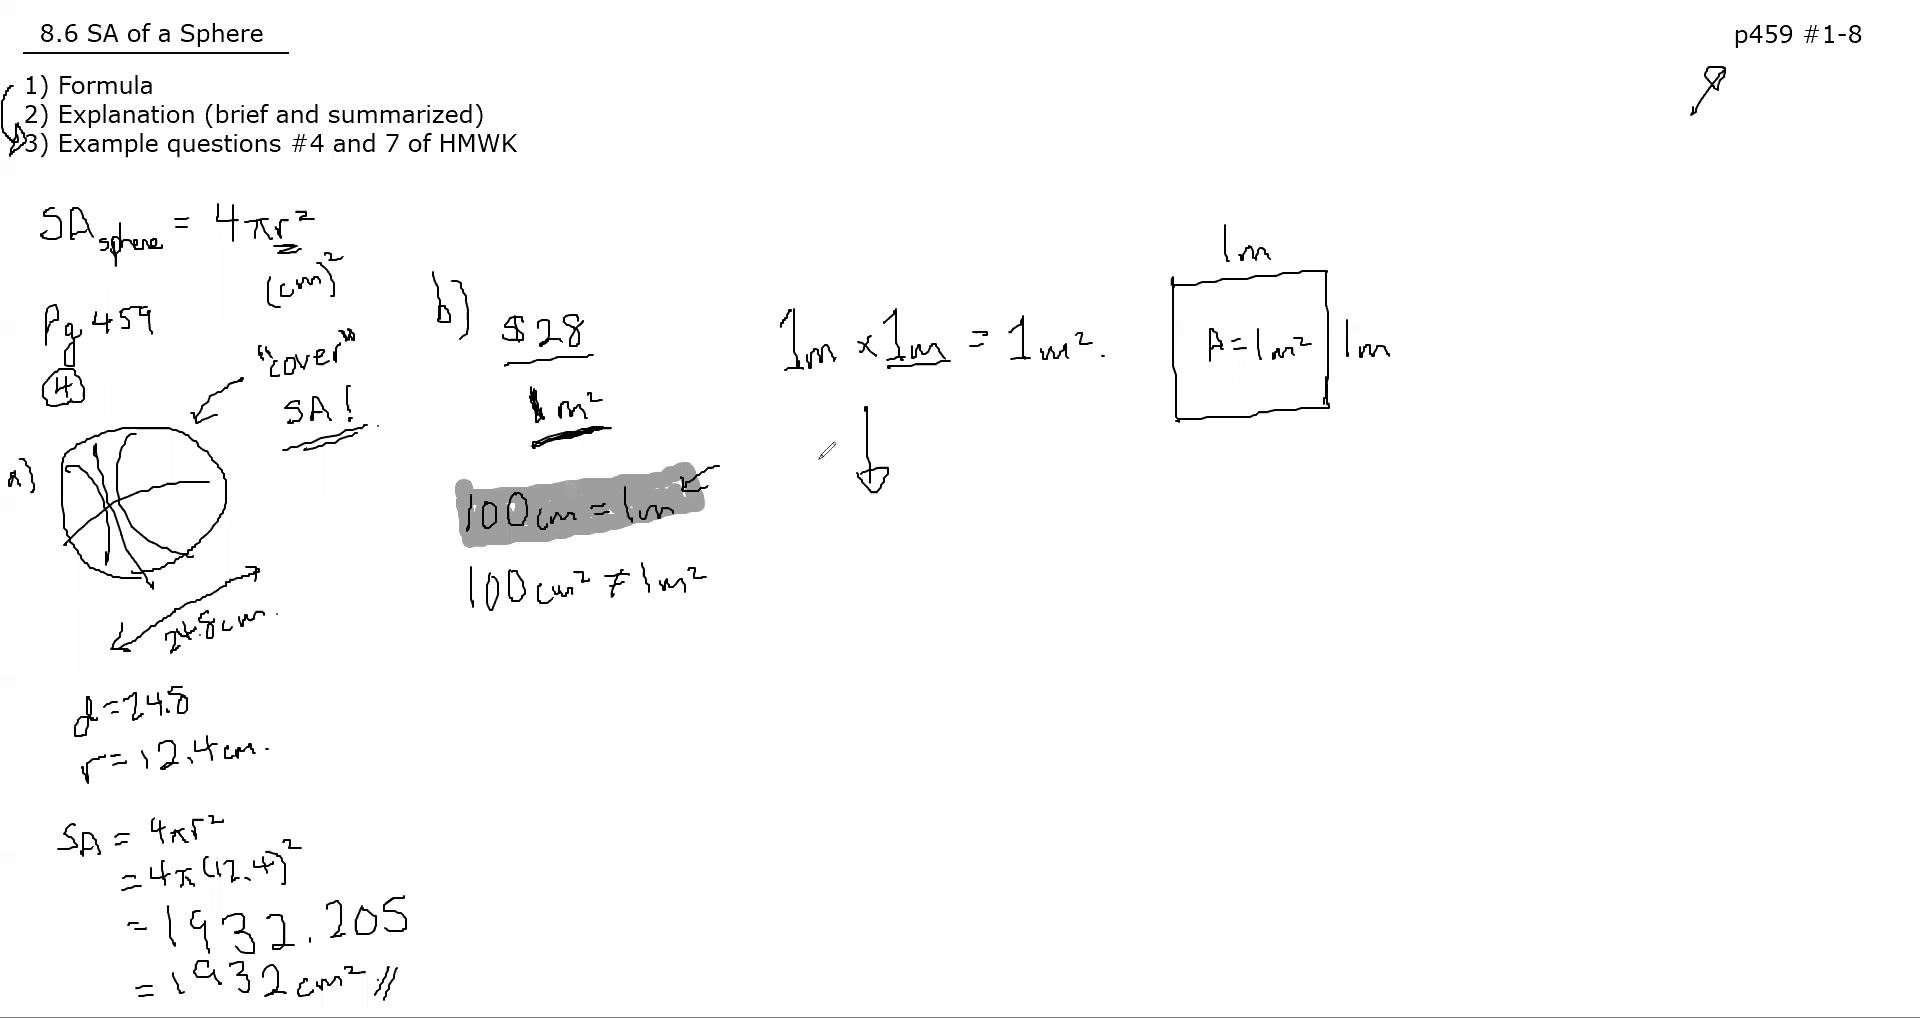 8.6 SA of a Sphere
p459 #1-8
1) Formula
2) Explanation (brief and summarized)
3) Example questions #4 and 7 of HMWK
SA sphere = 4πr²
(cm)²
Pg 459
4
"cover"
SA!
a)
24.8cm.
d=24.8
r=12.4cm.
SA = 4πr²
=4π(12.4)²
=1932.205
=1932cm²//
b)
$28
1m²
100cm=1m
100cm²≠1m²
1m×1m=1m².
1m
A=1m²
1m